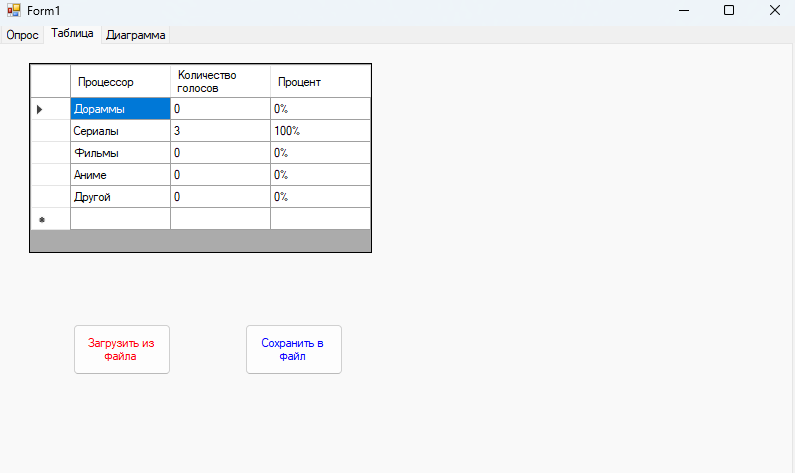 Form1
Опрос Таблица Диаграмма
Процессор Количество голосов Процент
Дораммы 0 0%
Сериалы 3 100%
Фильмы 0 0%
Аниме 0 0%
Другой 0 0%
Загрузить из файла
Сохранить в файл